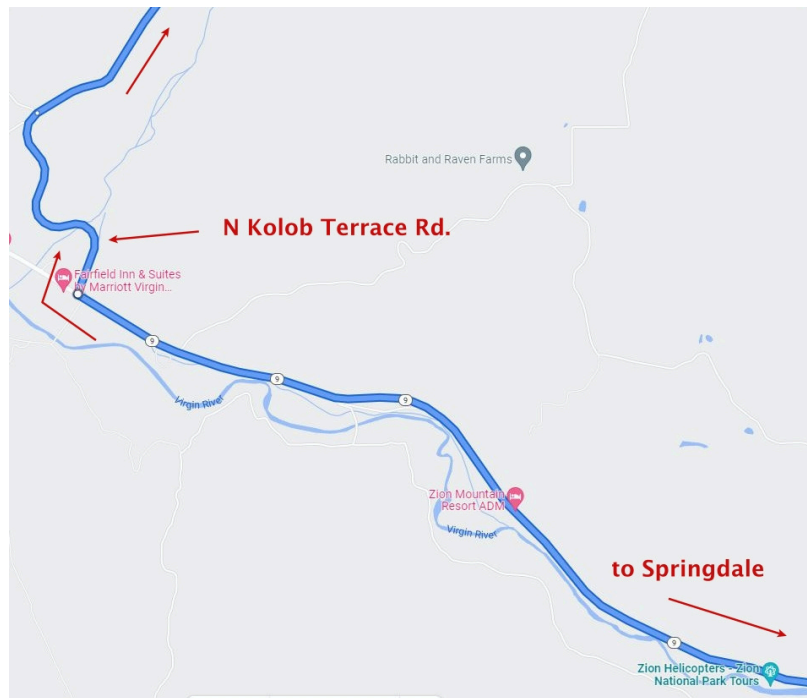 Rabbit and Raven Farms
N Kolob Terrace Rd.
Fairfield Inn & Suites
by Marriott Virgin...
9
9
9
Virgin River
Zion Mountain
Resort ADM
Virgin River
to Springdale
9
Zion Helicopters - Zion
National Park Tours